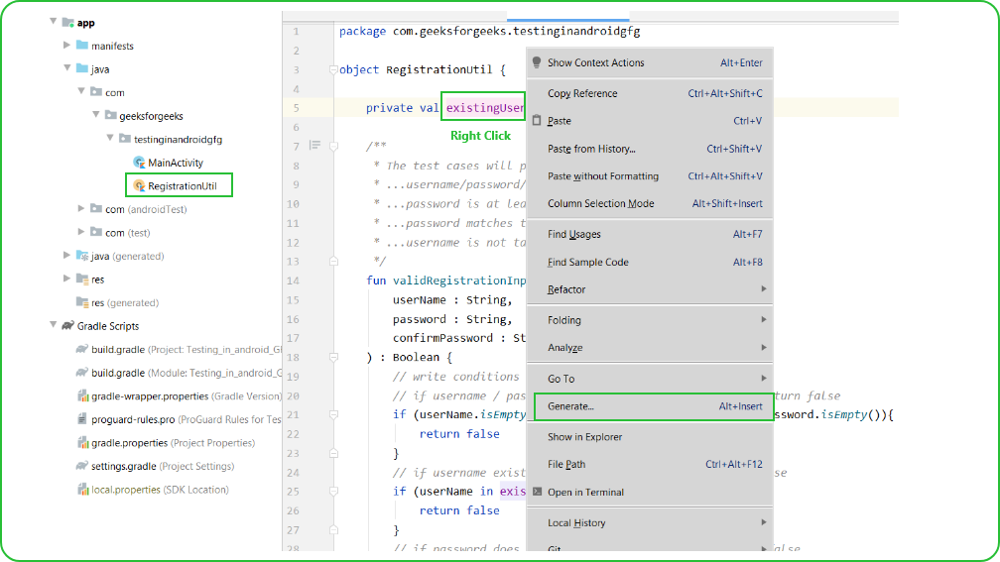 app
manifests
java
com
geeksforgeeks
testinginandroidgfg
MainActivity
RegistrationUtil
com (androidTest)
com (test)
java (generated)
res
res (generated)
Gradle Scripts
build.gradle (Project: Testing_in_android_G
build.gradle (Module: Testing_in_android_G
gradle-wrapper.properties (Gradle Version)
proguard-rules.pro (ProGuard Rules for Tes
gradle.properties (Project Properties)
settings.gradle (Project Settings)
local.properties (SDK Location)
1 package com.geeksforgeeks.testinginandroidgfg
2
3 object RegistrationUtil {
4
5 private val existingUser
Right Click
6
7 /**
8 * The test cases will p
9 * ...username/password/
10 * ...password is at lea
11 * ...password matches t
12 * ...username is not ta
13 */
14 fun validRegistrationInp
15 userName : String,
16 password : String,
17 confirmPassword : St
18 ) : Boolean {
19 // write conditions
20 // if username / pas turn false
21 if (userName.isEmpty sword.isEmpty()){
22 return false
23 }
24 // if username exist se
25 if (userName in exis
26 return false
27 }
28 // if password does alse
Show Context Actions Alt+Enter
Copy Reference Ctrl+Alt+Shift+C
Paste Ctrl+V
Paste from History... Ctrl+Shift+V
Paste without Formatting Ctrl+Alt+Shift+V
Column Selection Mode Alt+Shift+Insert
Find Usages Alt+F7
Find Sample Code Alt+F8
Refactor
Folding
Analyze
Go To
Generate... Alt+Insert
Show in Explorer
File Path Ctrl+Alt+F12
Open in Terminal
Local History
Git